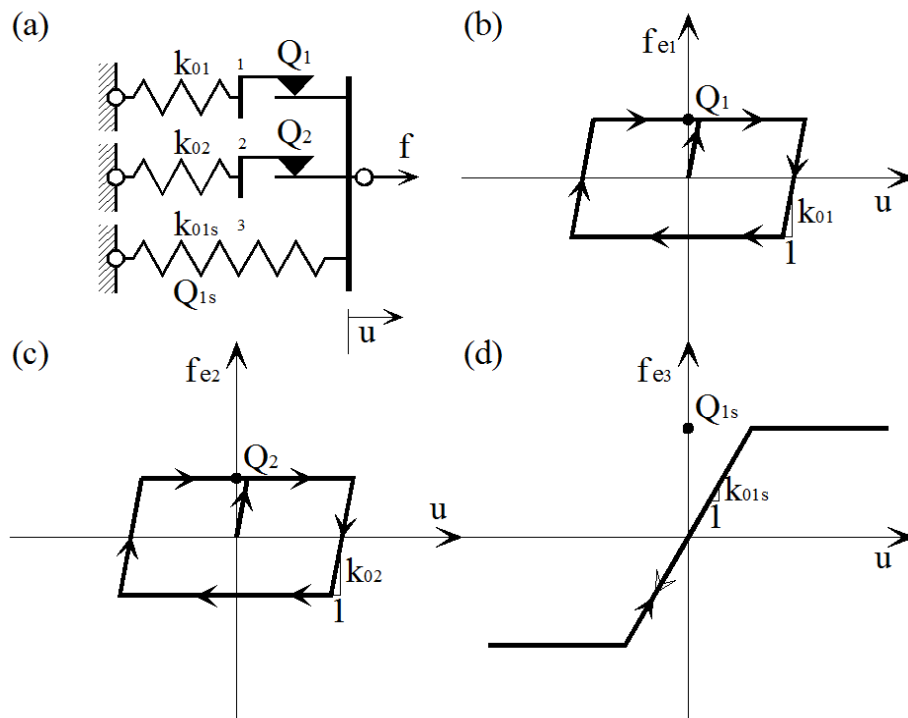 (a)
k01
1
Q1
k02
2
Q2
f
k01s
3
Q1s
u
(b)
fe1
Q1
u
k01
1
(c)
fe2
Q2
u
k02
1
(d)
fe3
Q1s
k01s
1
u